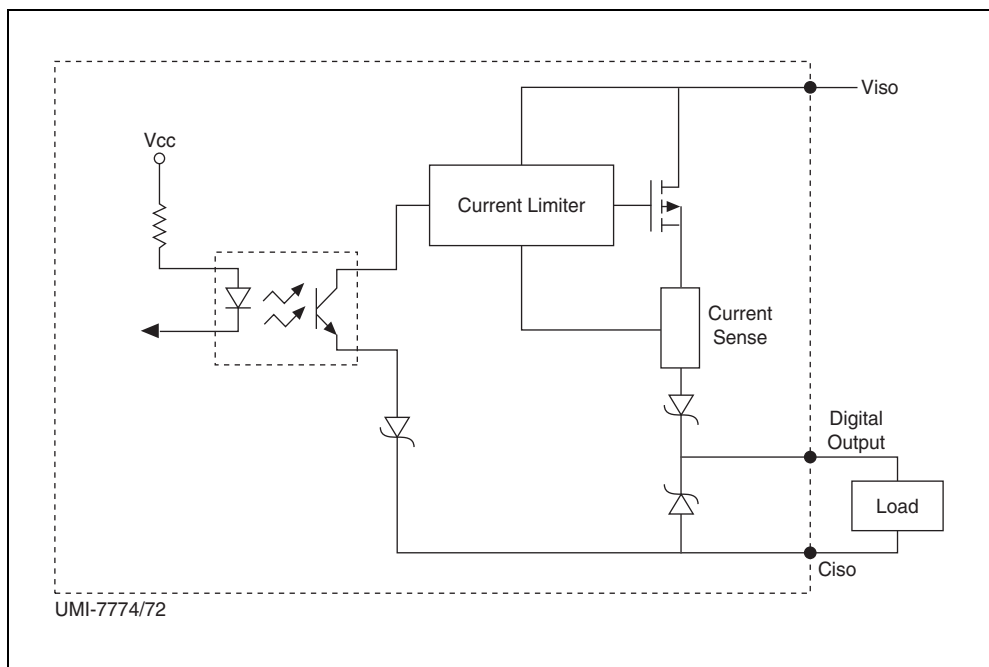 Viso
Vcc
Current Limiter
Current
Sense
Digital
Output
Load
Ciso
UMI-7774/72